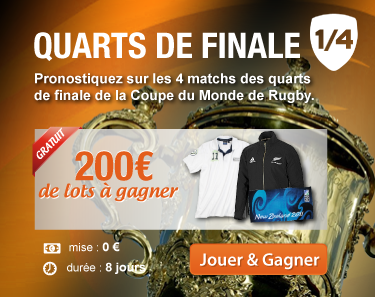 QUARTS DE FINALE
1/4
Pronostiquez sur les 4 matchs des quarts
de finale de la Coupe du Monde de Rugby.
GRATUIT
200€
de lots à gagner
New Zealand 2011
mise : 0 €
durée : 8 jours
Jouer & Gagner